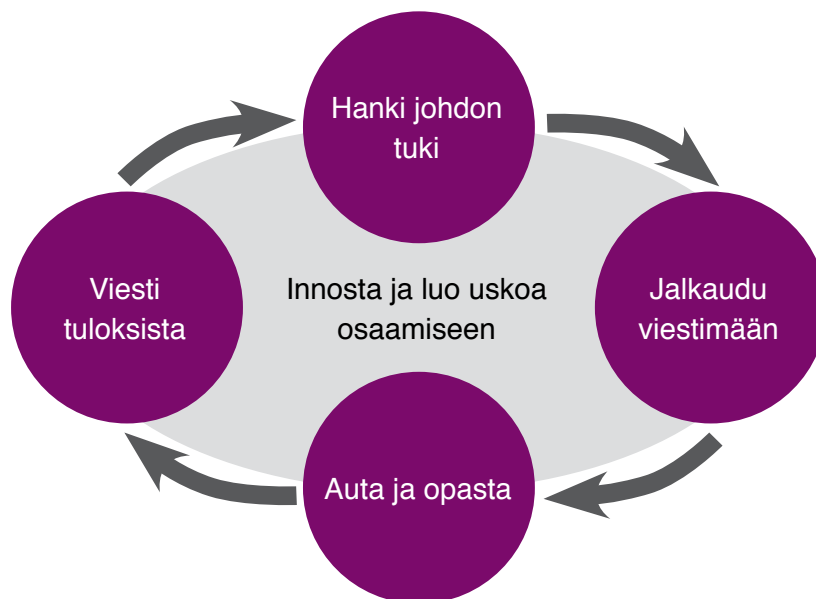 Hanki johdon
tuki
Viesti
tuloksista
Innosta ja luo uskoa
osaamiseen
Jalkaudu
viestimään
Auta ja opasta